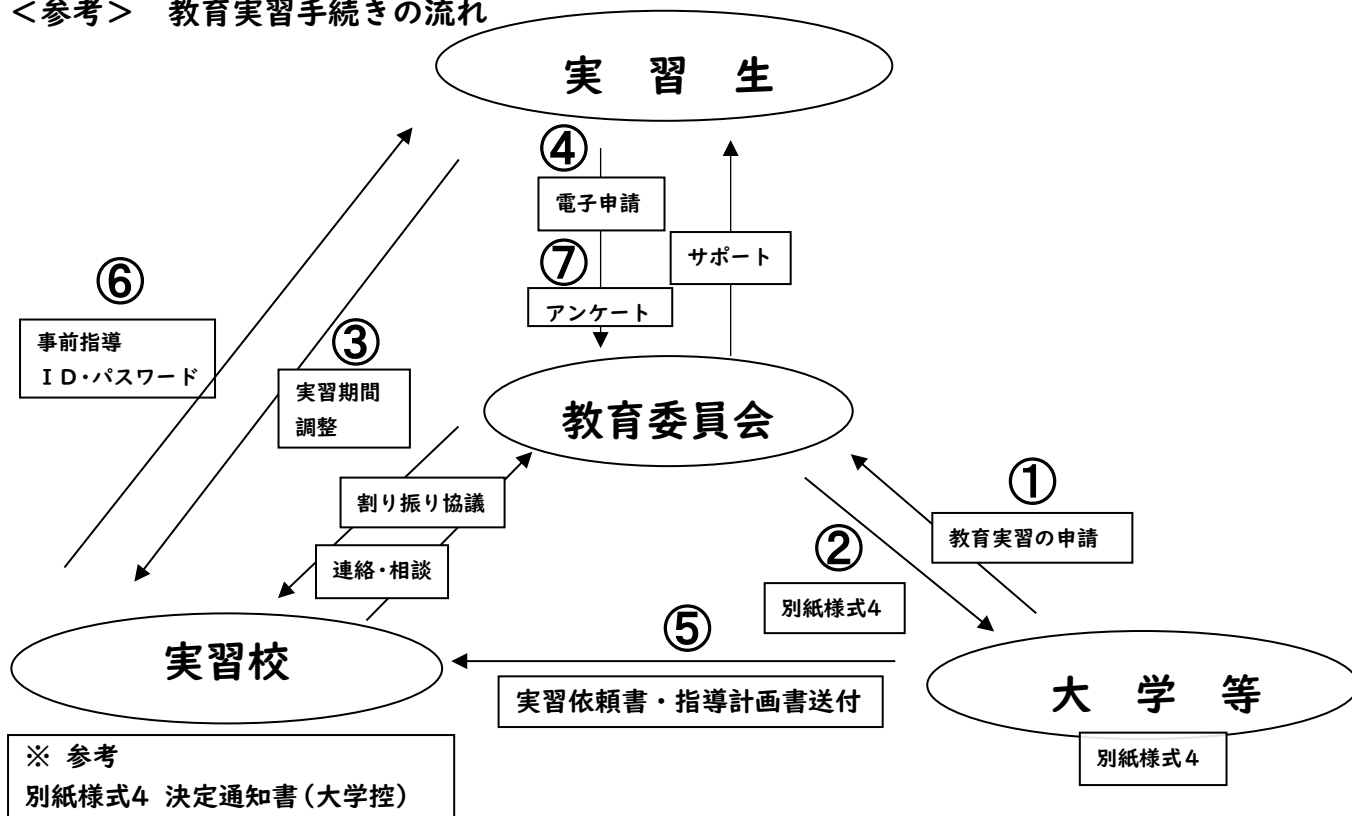 <参考> 教育実習手続きの流れ
実 習 生
④
電子申請
サポート
⑦
アンケート
⑥
事前指導
ID・パスワード
③
実習期間
調整
教育委員会
割り振り協議
連絡・相談
①
教育実習の申請
②
別紙様式4
⑤
実習依頼書・指導計画書送付
実習校
大 学 等
別紙様式4
※ 参考
別紙様式4 決定通知書(大学控)